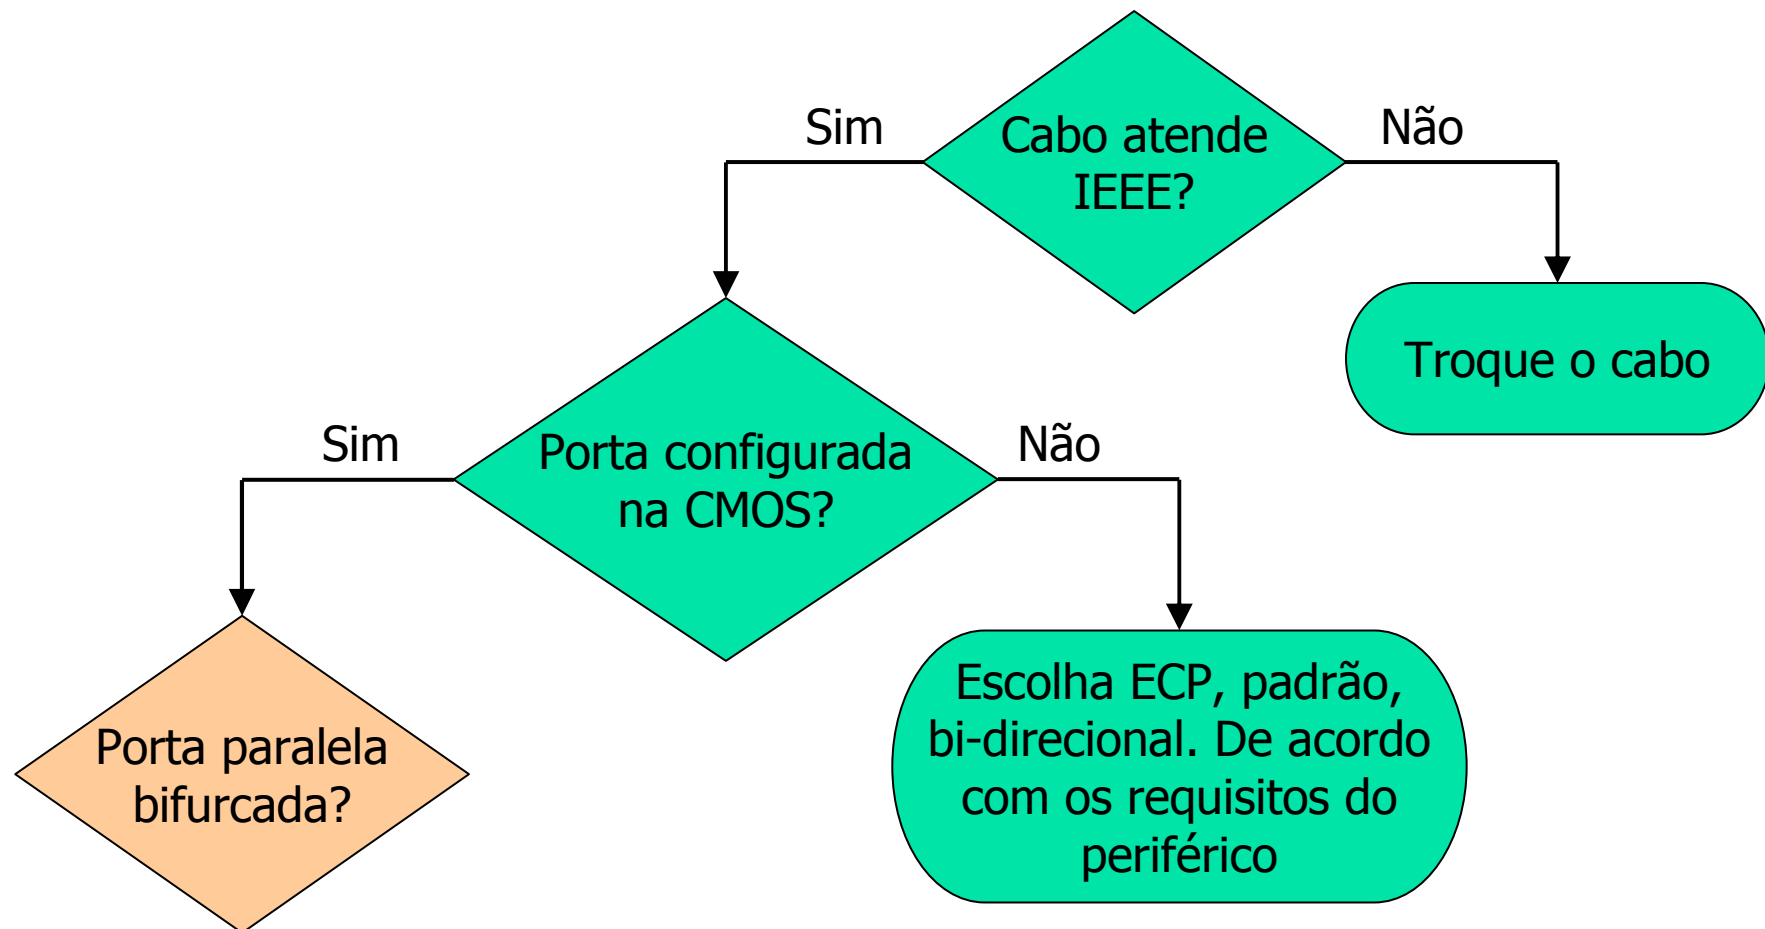 Sim
Cabo atende
IEEE?
Não
Troque o cabo
Sim
Porta configurada
na CMOS?
Não
Porta paralela
bifurcada?
Escolha ECP, padrão,
bi-direcional. De acordo
com os requisitos do
periférico